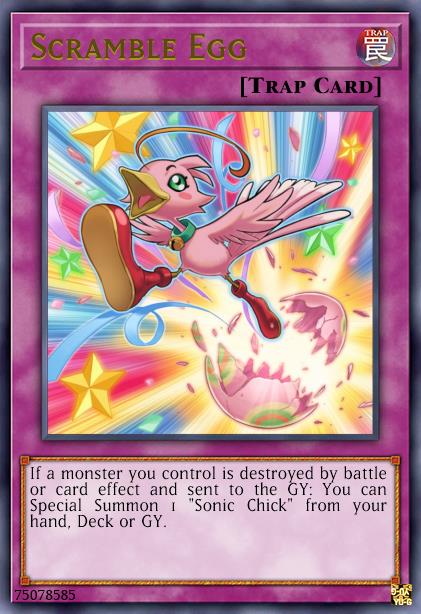 Scramble Egg
TRAP
罠
[Trap Card]
If a monster you control is destroyed by battle
or card effect and sent to the GY: You can
Special Summon 1 "Sonic Chick" from your
hand, Deck or GY.
75078585